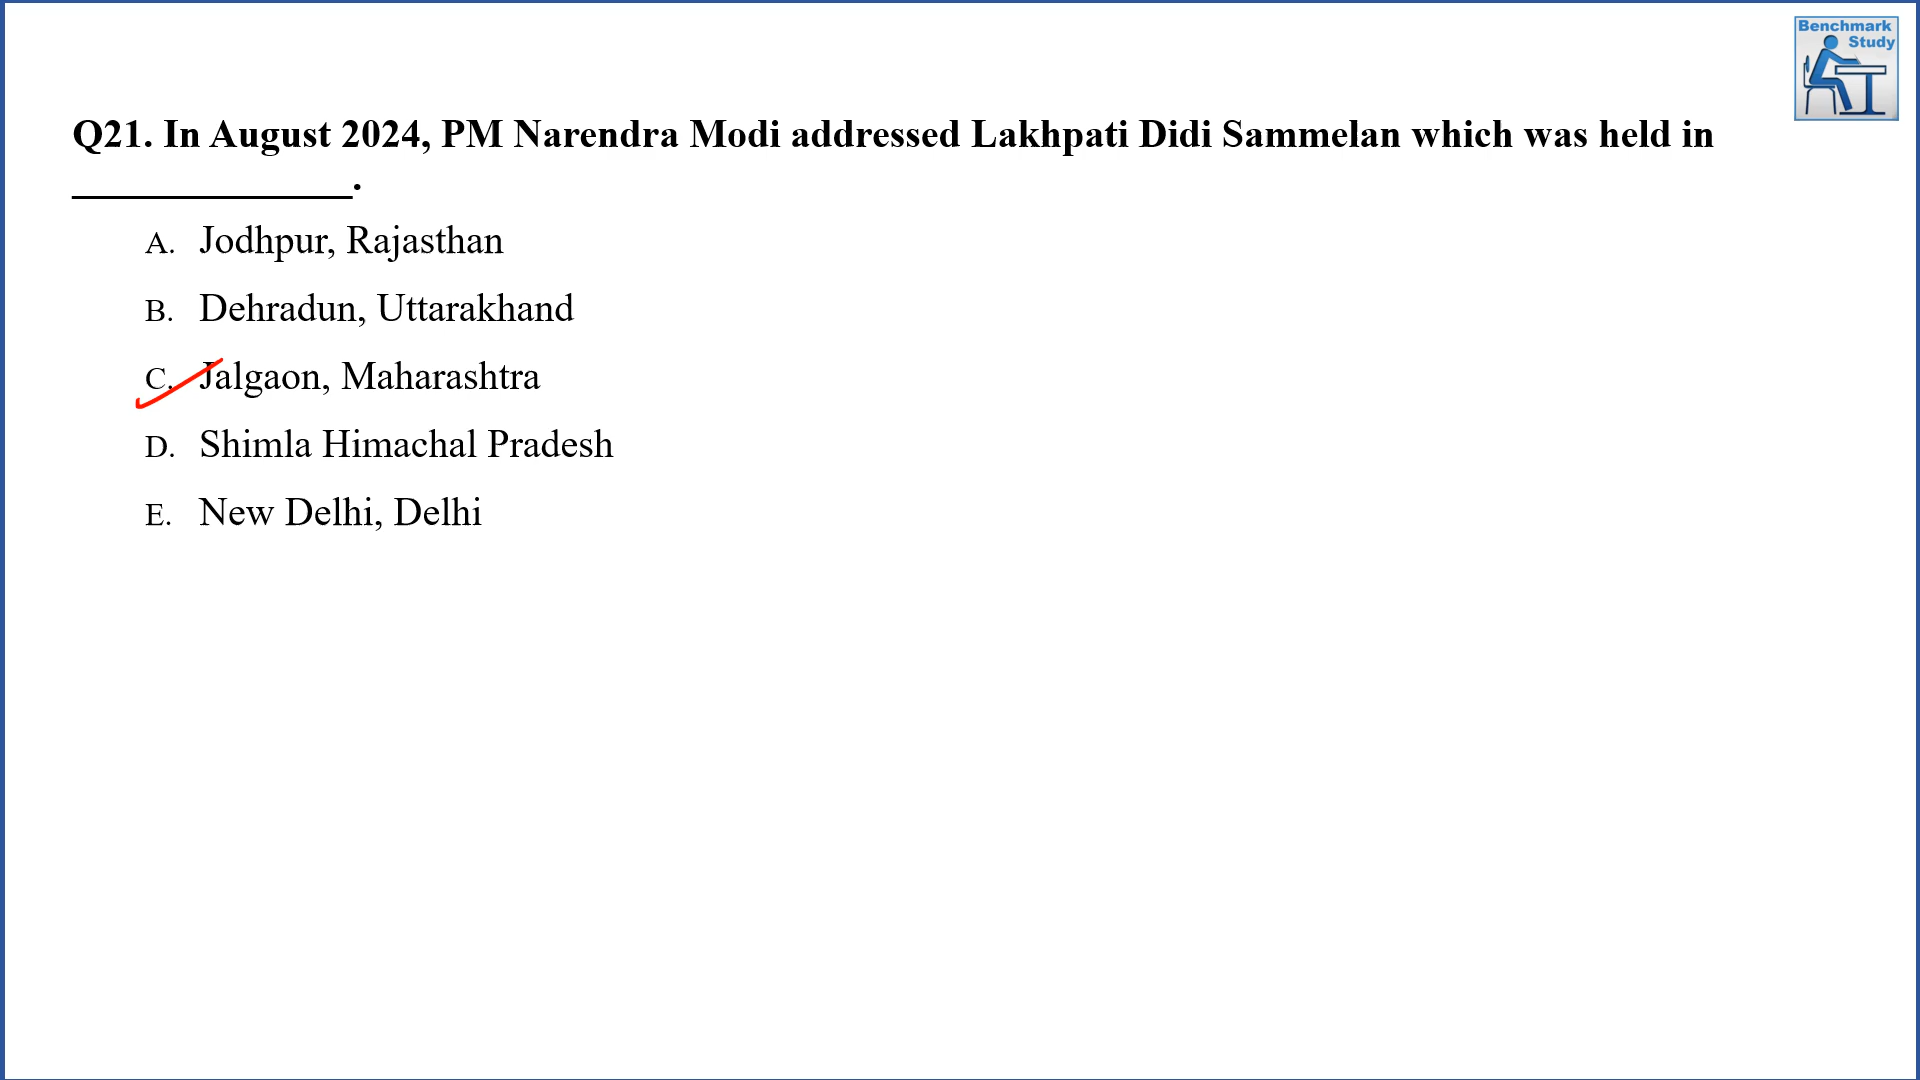 Benchmark
Study
Q21. In August 2024, PM Narendra Modi addressed Lakhpati Didi Sammelan which was held in
______________.
A. Jodhpur, Rajasthan
B. Dehradun, Uttarakhand
C. Jalgaon, Maharashtra
D. Shimla Himachal Pradesh
E. New Delhi, Delhi